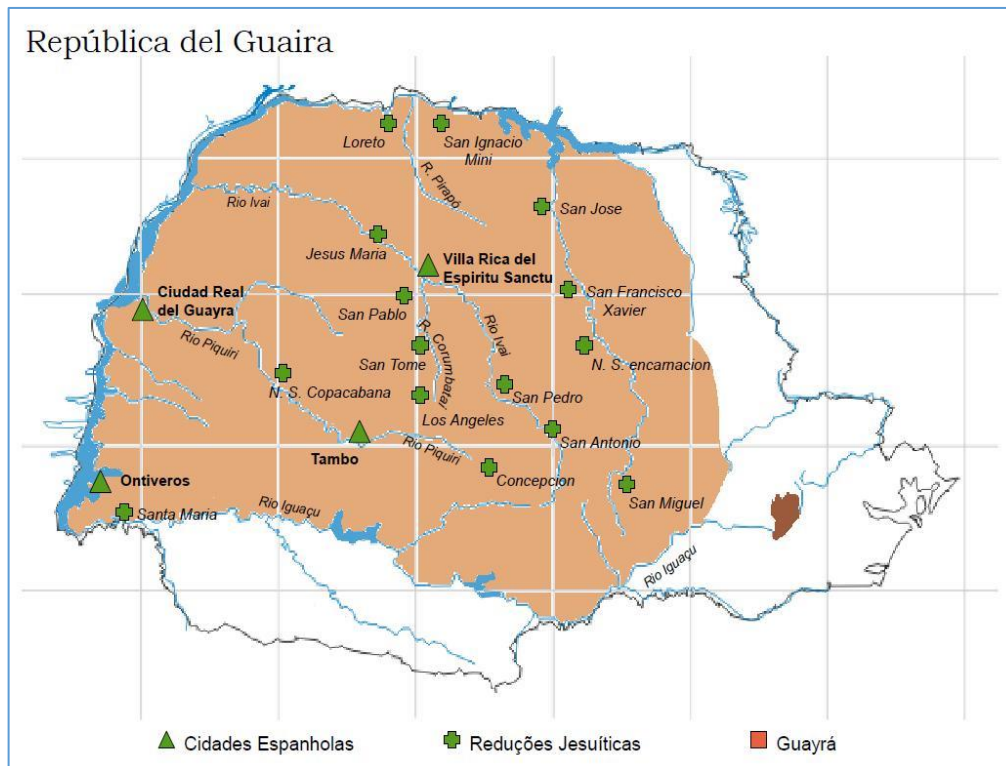 República del Guaira
Loreto
San Ignacio
Mini
R. Pirapó
Rio Ivai
San Jose
Jesus Maria
Villa Rica del
Espiritu Sanctu
Ciudad Real
del Guayra
San Pablo
San Francisco
Xavier
Rio Piquiri
R. Corumbatai
Rio Ivai
San Tome
N. S. encarnacion
N. S. Copacabana
San Pedro
Los Angeles
Tambo
Rio Piquiri
San Antonio
Concepcion
Ontiveros
San Miguel
Santa Maria
Rio Iguaçu
Rio Iguaçu
Cidades Espanholas
Reduções Jesuíticas
Guayrá